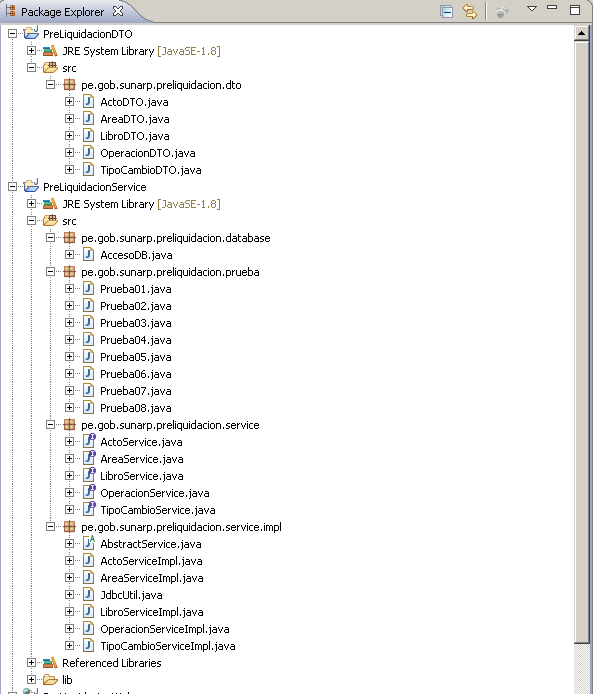 Package Explorer
PreLiquidacionDTO
JRE System Library [JavaSE-1.8]
src
pe.gob.sunarp.preliquidacion.dto
ActoDTO.java
AreaDTO.java
LibroDTO.java
OperacionDTO.java
TipoCambioDTO.java
PreLiquidacionService
JRE System Library [JavaSE-1.8]
src
pe.gob.sunarp.preliquidacion.database
AccesoDB.java
pe.gob.sunarp.preliquidacion.prueba
Prueba01.java
Prueba02.java
Prueba03.java
Prueba04.java
Prueba05.java
Prueba06.java
Prueba07.java
Prueba08.java
pe.gob.sunarp.preliquidacion.service
ActoService.java
AreaService.java
LibroService.java
OperacionService.java
TipoCambioService.java
pe.gob.sunarp.preliquidacion.service.impl
AbstractService.java
ActoServiceImpl.java
AreaServiceImpl.java
JdbcUtil.java
LibroServiceImpl.java
OperacionServiceImpl.java
TipoCambioServiceImpl.java
Referenced Libraries
lib